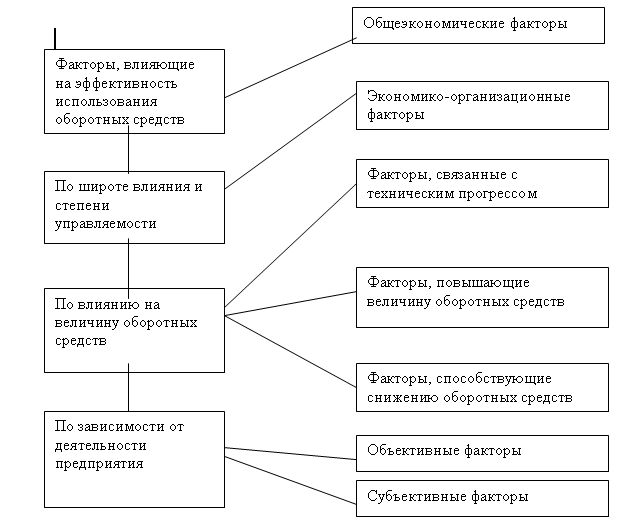 Факторы, влияющие
на эффективность
использования
оборотных средств
По широте влияния и
степени
управляемости
По влиянию на
величину оборотных
средств
По зависимости от
деятельности
предприятия
Общеэкономические факторы
Экономико-организационные
факторы
Факторы, связанные с
техническим прогрессом
Факторы, повышающие
величину оборотных средств
Факторы, способствующие
снижению оборотных средств
Объективные факторы
Субъективные факторы